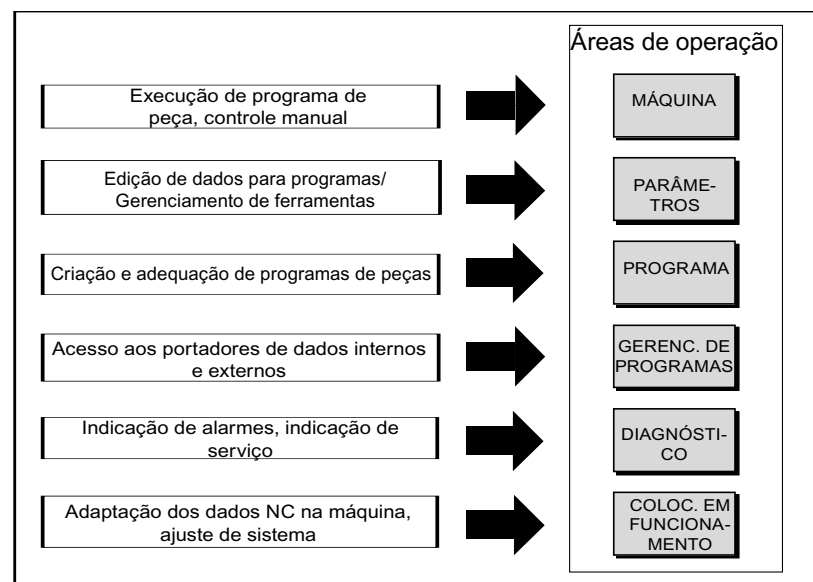 Áreas de operação
Execução de programa de
peça, controle manual
MÁQUINA
Edição de dados para programas/
Gerenciamento de ferramentas
PARÂME-
TROS
Criação e adequação de programas de peças
PROGRAMA
Acesso aos portadores de dados internos
e externos
GERENC. DE
PROGRAMAS
Indicação de alarmes, indicação de
serviço
DIAGNÓSTI-
CO
Adaptação dos dados NC na máquina,
ajuste de sistema
COLOC. EM
FUNCIONA-
MENTO